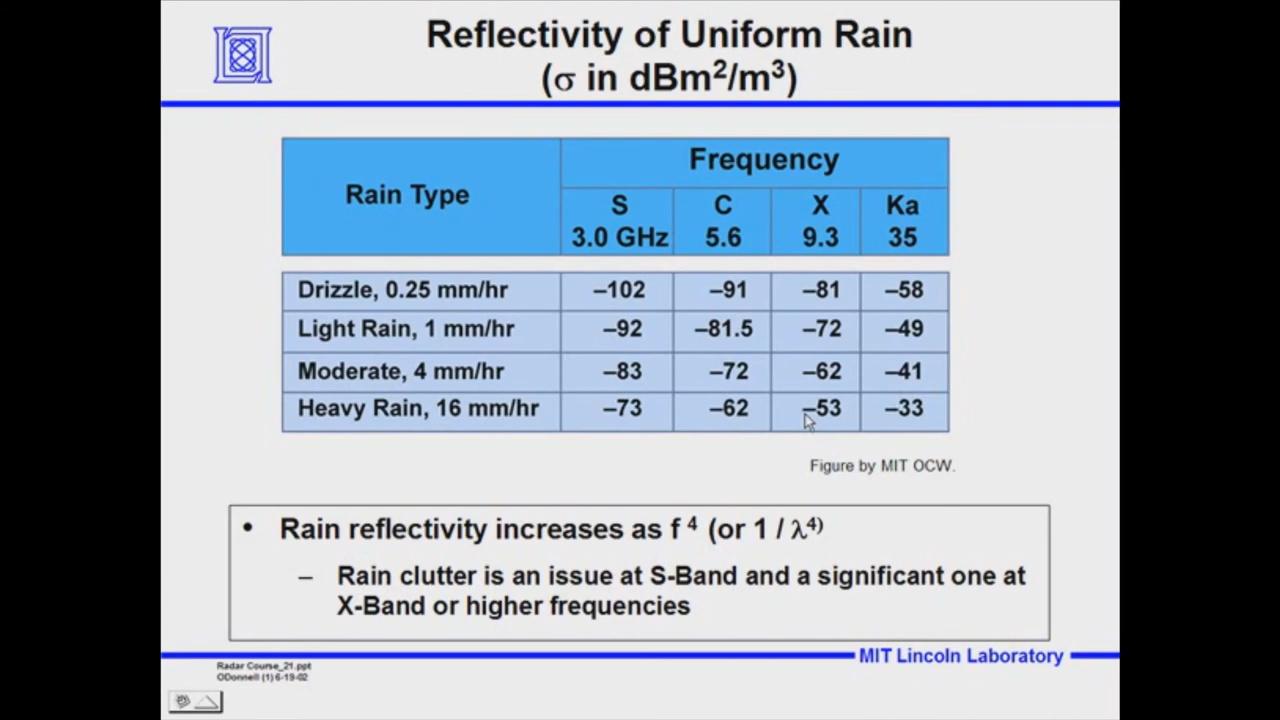 Reflectivity of Uniform Rain
(σ in dBm²/m³)
Rain Type
Frequency
S C X Ka
3.0 GHz 5.6 9.3 35
Drizzle, 0.25 mm/hr –102 –91 –81 –58
Light Rain, 1 mm/hr –92 –81.5 –72 –49
Moderate, 4 mm/hr –83 –72 –62 –41
Heavy Rain, 16 mm/hr –73 –62 –53 –33
Figure by MIT OCW.
• Rain reflectivity increases as f ⁴ (or 1 / λ⁴)
– Rain clutter is an issue at S-Band and a significant one at
X-Band or higher frequencies
MIT Lincoln Laboratory
Radar Course_21.ppt
ODonnell (1) 6-19-02